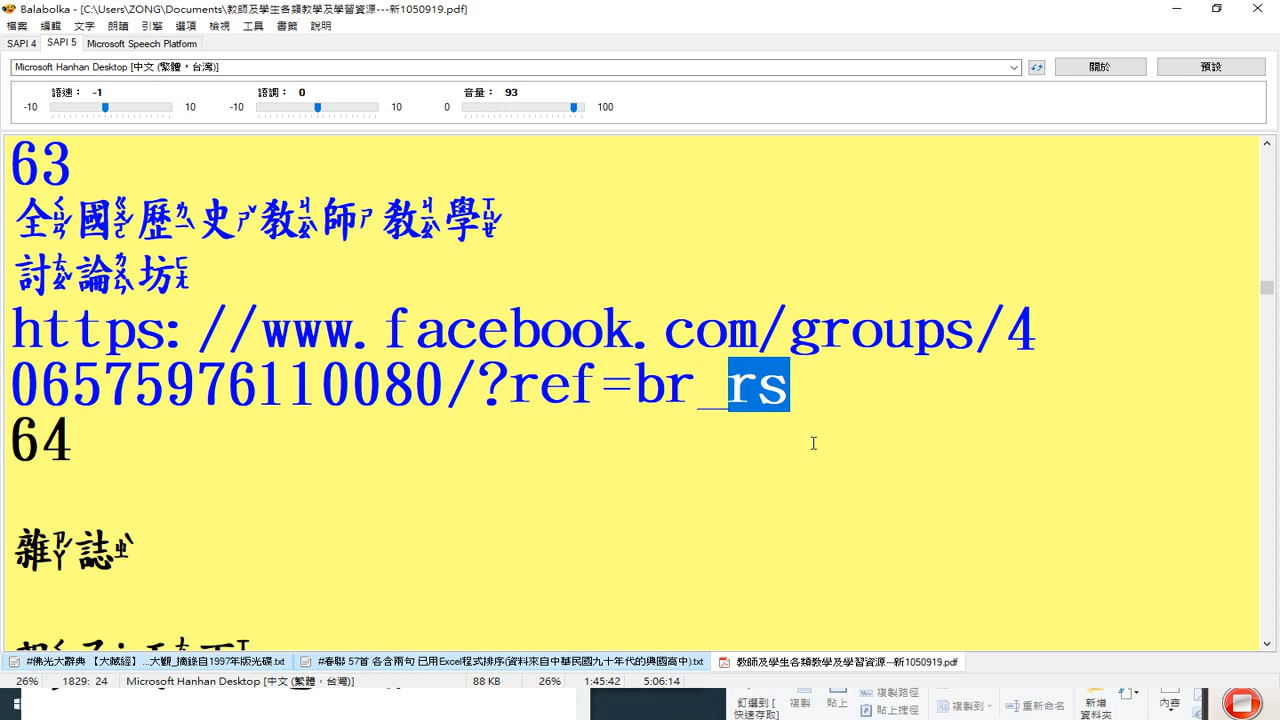 Balabolka - [C:\Users\ZONG\Documents\教師及學生各類教學及學習資源---新1050919.pdf]
檔案 編輯 文字 朗讀 引擎 選項 檢視 工具 書籤 說明
SAPI 4 SAPI 5 Microsoft Speech Platform
Microsoft Hanhan Desktop [中文 (繁體，台灣)] 關於 預設
語速： -1 語調： 0 音量： 93
-10 10 -10 10 0 100
63
全國歷史教師教學
討論坊
https://www.facebook.com/groups/4
06575976110080/?ref=br_rs
64
雜誌
#佛光大辭典 【大藏經】 ...大觀_摘錄自1997年版光碟.txt #春聯 57首 各含兩句 已用Excel程式排序(資料來自中華民國九十年代的興國高中).txt 教師及學生各類教學及學習資源---新1050919.pdf
26% 1829: 24 Microsoft Hanhan Desktop [中文 (繁體，台灣)] 88 KB 26% 1:45:42 5:06:14
釘選到 [ 複製 貼上 複製路徑 新增 內容
快速存取] 貼上捷徑 複製到 重新命名 資料夾